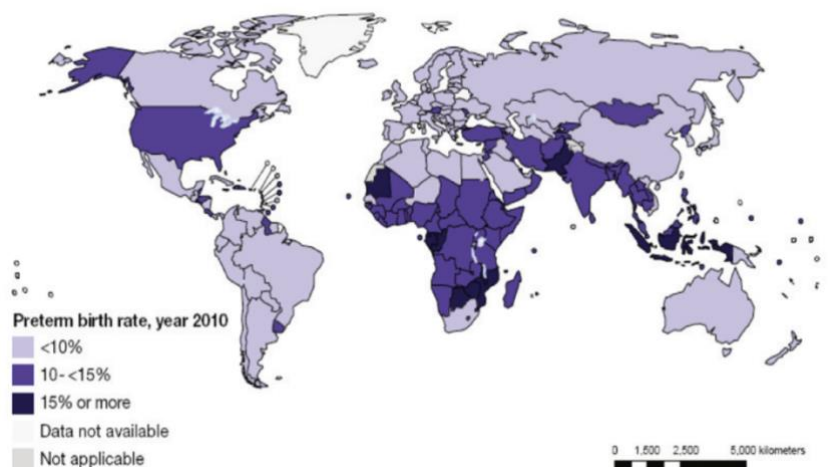 Preterm birth rate, year 2010
<10%
10-<15%
15% or more
Data not available
Not applicable
0 1,500 2,500 5,000 kilometers